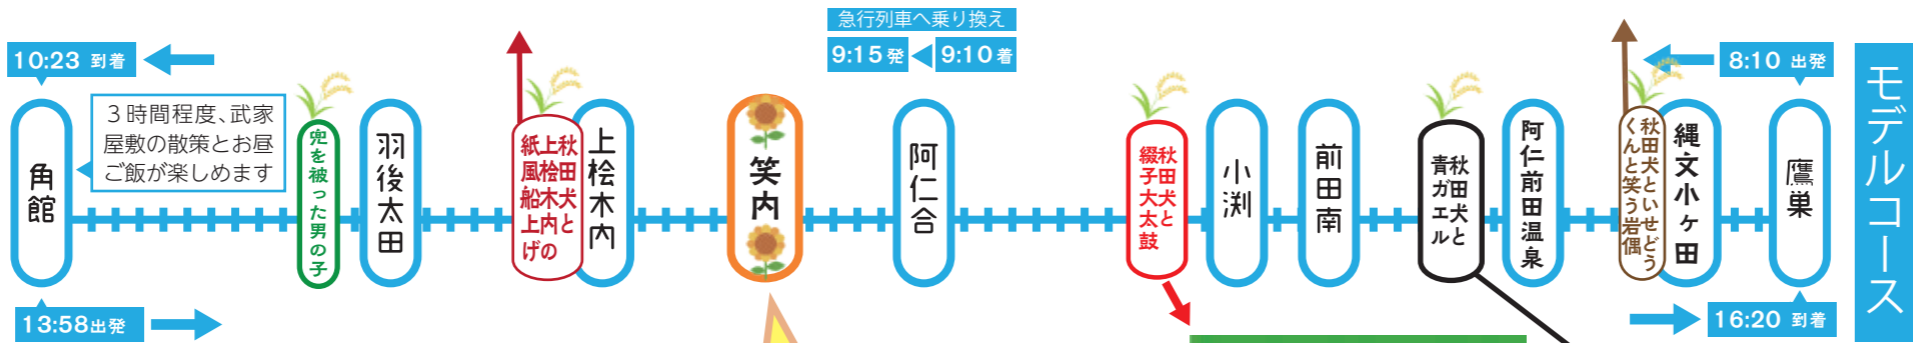 モデルコース
8:10 出発
16:20 到着
鷹巣
縄文小ヶ田
秋田犬といせどう
くんと笑う岩偶
阿仁前田温泉
秋田犬と
青ガエル
前田南
小渕
秋田犬と
綴子大太鼓
急行列車へ乗り換え
9:15 発
9:10 着
阿仁合
笑内
上桧木内
秋田犬と
上桧木内の
紙風船上げ
羽後太田
兜を被った男の子
10:23 到着
３時間程度、武家
屋敷の散策とお昼
ご飯が楽しめます
角館
13:58出発